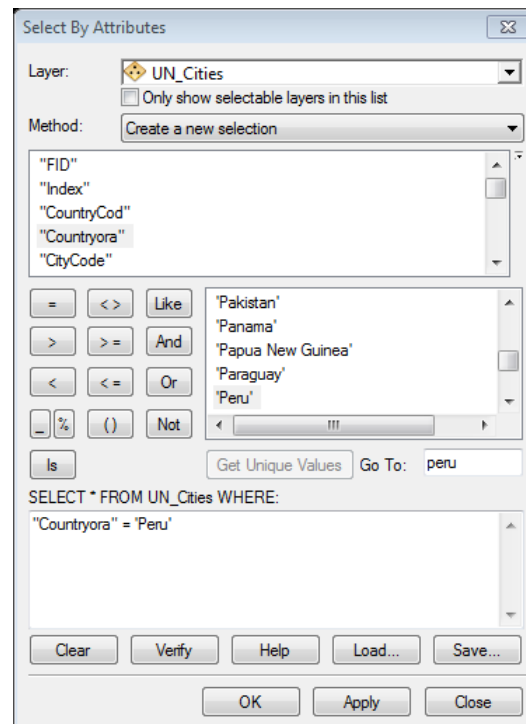 Select By Attributes
Layer: UN_Cities
Only show selectable layers in this list
Method: Create a new selection
"FID"
"Index"
"CountryCod"
"Countryora"
"CityCode"
= < > Like
> > = And
< < = Or
_ % () Not
Is
'Pakistan'
'Panama'
'Papua New Guinea'
'Paraguay'
'Peru'
Get Unique Values Go To: peru
SELECT * FROM UN_Cities WHERE:
"Countryora" = 'Peru'
Clear Verify Help Load... Save...
OK Apply Close